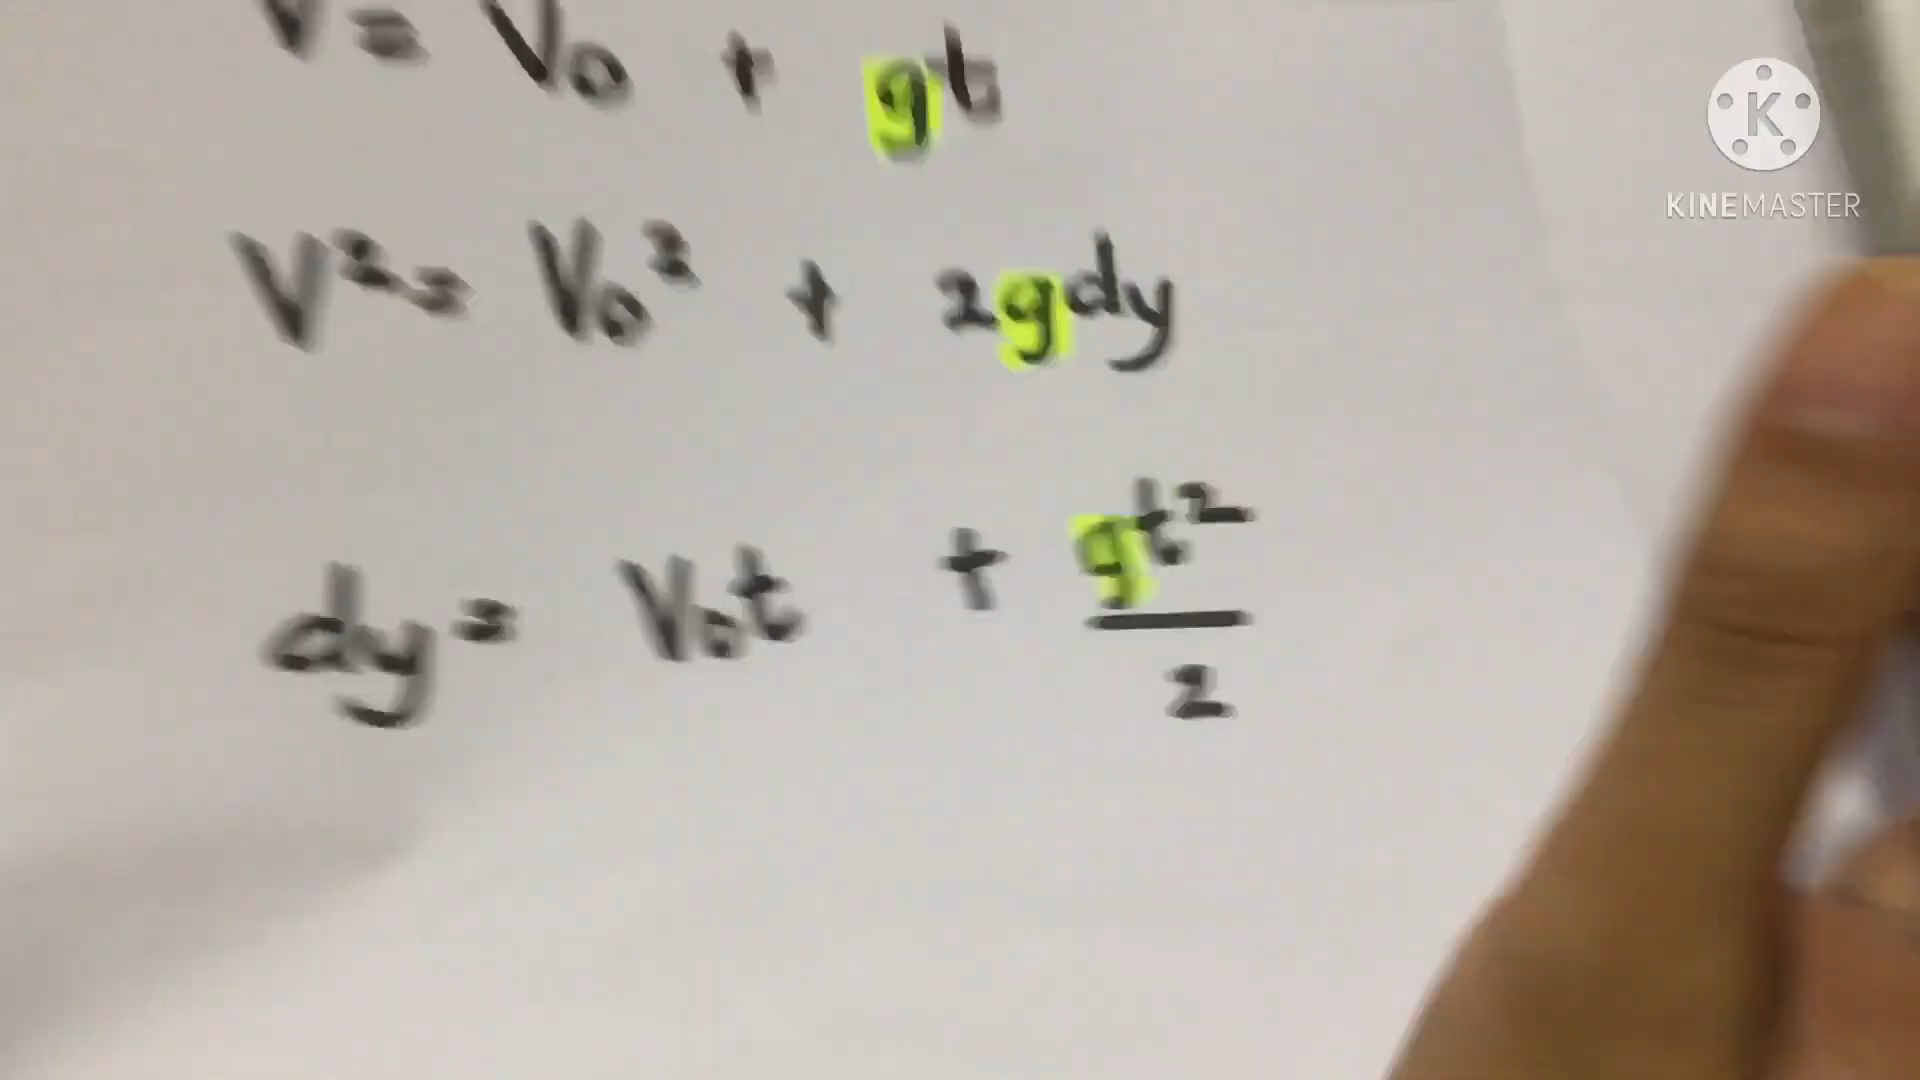 V = V₀ + gt
V² = V₀² + 2gdy
dy = V₀t + gt²/2
K
KINEMASTER